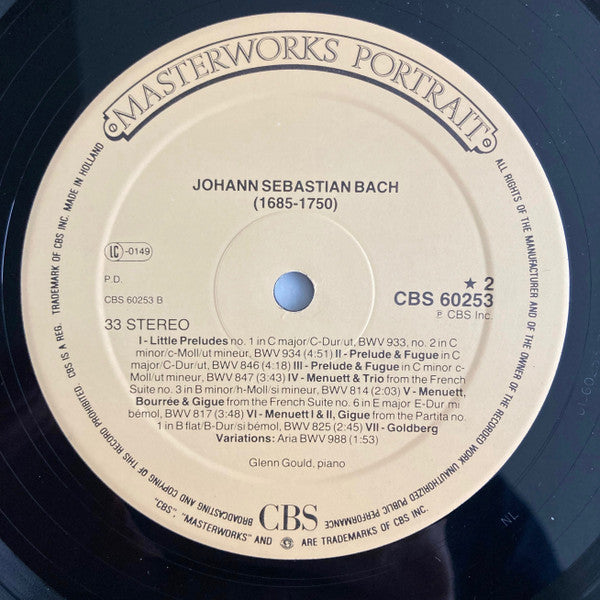 MASTERWORKS PORTRAIT
JOHANN SEBASTIAN BACH
(1685-1750)
LC-0149
P.D.
CBS 60253 B
33 STEREO
★ 2
CBS 60253
℗ CBS Inc.
I - Little Preludes no. 1 in C major/C-Dur/ut, BWV 933, no. 2 in C
minor/c-Moll/ut mineur, BWV 934 (4:51) II - Prelude & Fugue in C
major/C-Dur/ut, BWV 846 (4:18) III - Prelude & Fugue in C minor c-
Moll/ut mineur, BWV 847 (3:43) IV - Menuett & Trio from the French
Suite no. 3 in B minor/h-Moll/si mineur, BWV 814 (2:03) V - Menuett,
Bourrée & Gigue from the French Suite no. 6 in E major E-Dur mi
bémol, BWV 817 (3:48) VI - Menuett I & II, Gigue from the Partita no.
1 in B flat/B-Dur/si bémol, BWV 825 (2:45) VII - Goldberg
Variations: Aria BWV 988 (1:53)
Glenn Gould, piano
CBS
ALL RIGHTS OF THE MANUFACTURER AND OF THE OWNER OF THE RECORDED WORK UNAUTHORIZED PUBLIC PERFORMANCE BROADCASTING AND COPYING OF THIS RECORD PROHIBITED. CBS IS A REG. TRADEMARK OF CBS INC. MADE IN HOLLAND
"CBS", "MASTERWORKS" AND ARE TRADEMARKS OF CBS INC.
NL